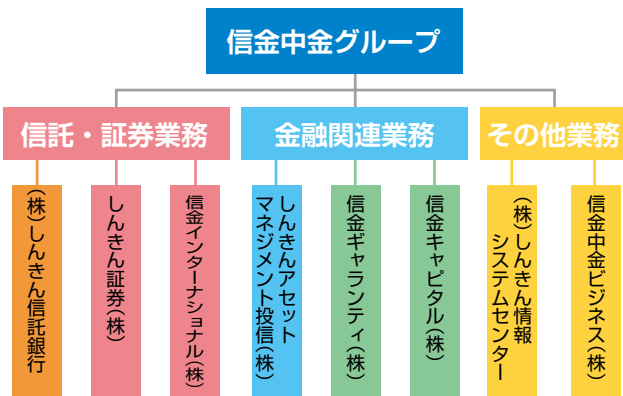 信金中金グループ
信託・証券業務
金融関連業務
その他業務
(株)しんきん信託銀行
しんきん証券(株)
信金インターナショナル(株)
しんきんアセット
マネジメント投信(株)
信金ギャランティ(株)
信金キャピタル(株)
(株)しんきん情報
システムセンター
信金中金ビジネス(株)